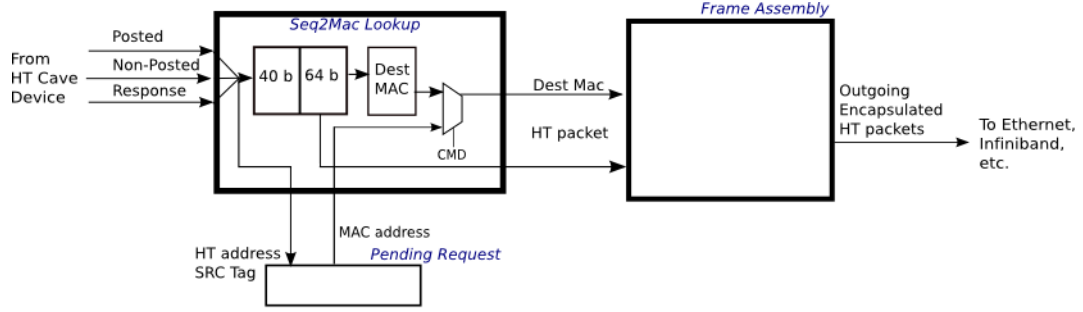 Frame Assembly
Seq2Mac Lookup
Posted
From
HT Cave
Device
Non-Posted
Response
40 b
64 b
Dest
MAC
CMD
Dest Mac
HT packet
Outgoing
Encapsulated
HT packets
To Ethernet,
Infiniband,
etc.
MAC address
HT address
SRC Tag
Pending Request